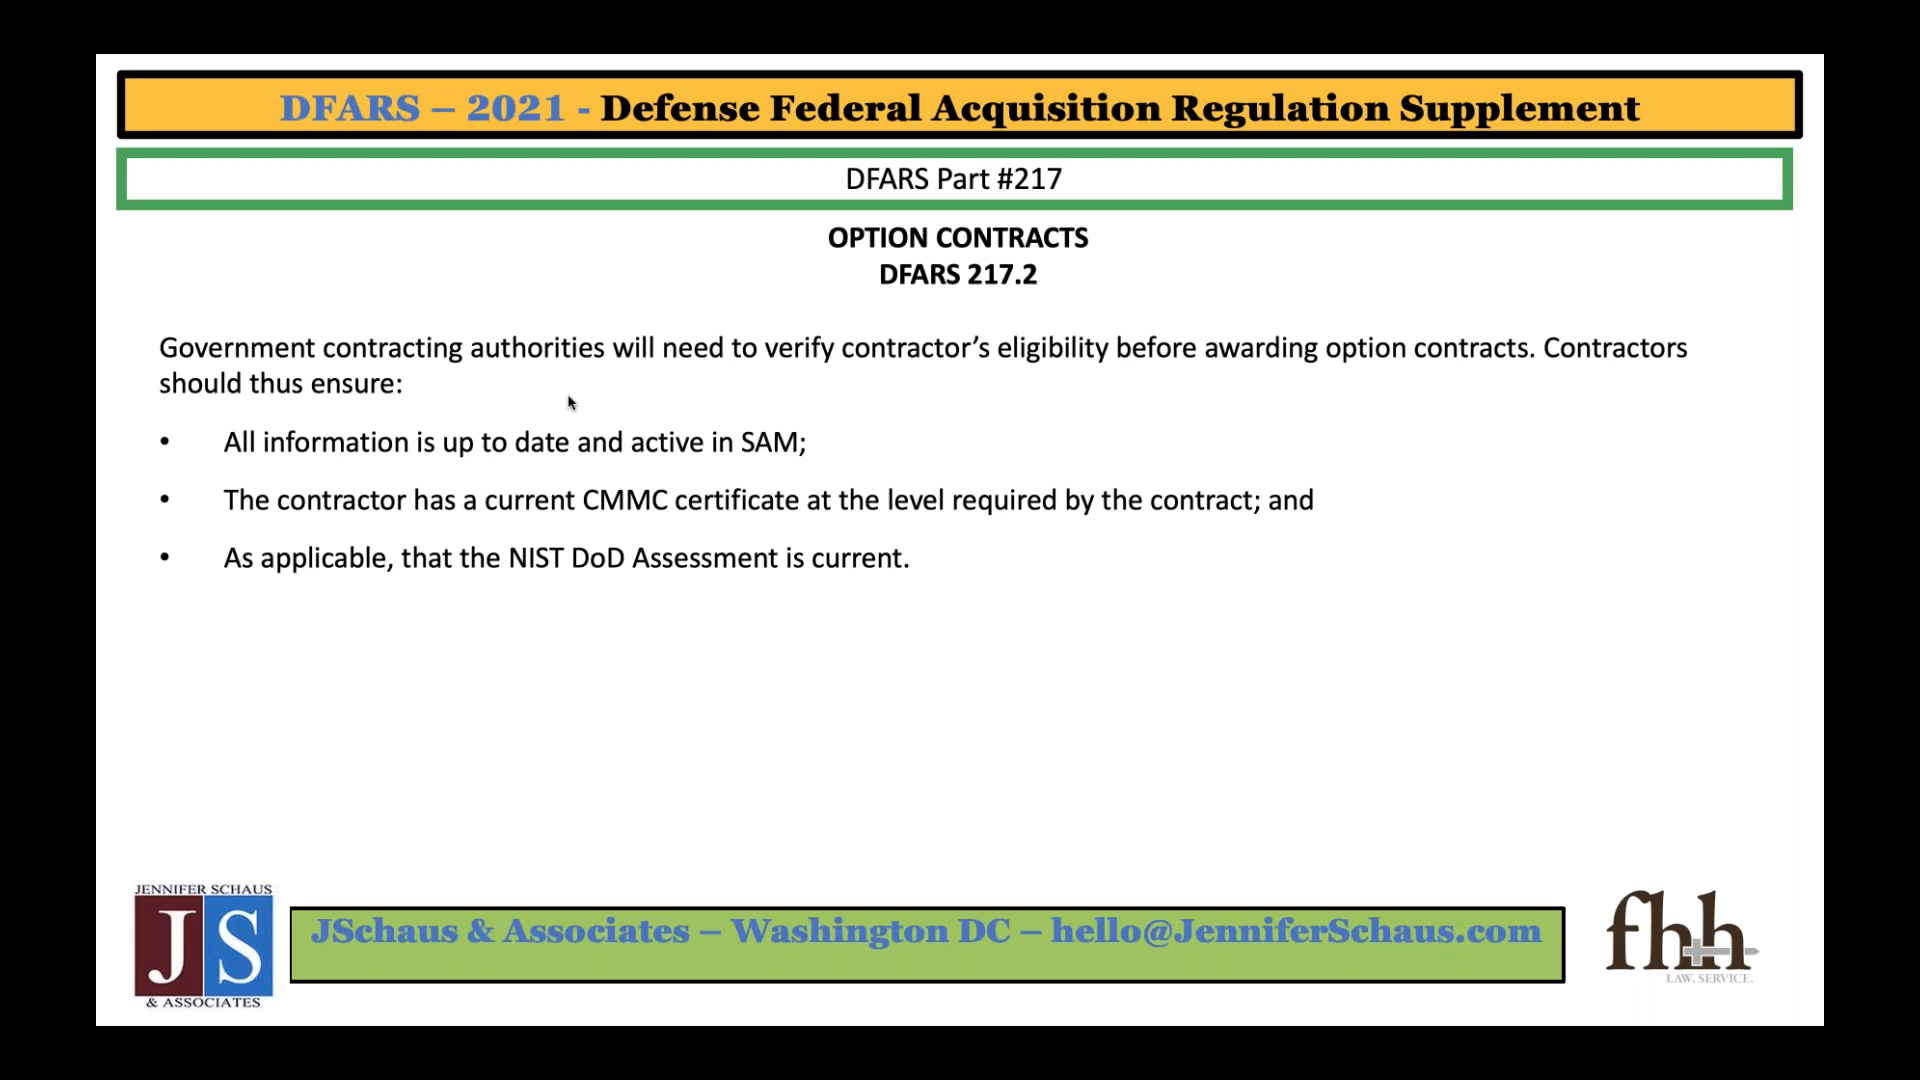 DFARS – 2021 - Defense Federal Acquisition Regulation Supplement
DFARS Part #217
OPTION CONTRACTS
DFARS 217.2
Government contracting authorities will need to verify contractor’s eligibility before awarding option contracts. Contractors
should thus ensure:
• All information is up to date and active in SAM;
• The contractor has a current CMMC certificate at the level required by the contract; and
• As applicable, that the NIST DoD Assessment is current.
JENNIFER SCHAUS
JS
& ASSOCIATES
JSchaus & Associates – Washington DC – hello@JenniferSchaus.com
fhh
LAW. SERVICE.